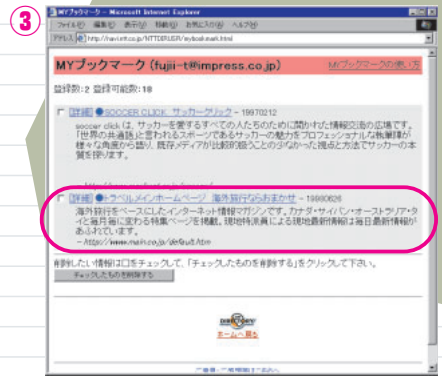 ③
MYブックマーク - Microsoft Internet Explorer
ファイル(F) 編集(E) 表示(V) 移動(G) お気に入り(A) ヘルプ(H)
アドレス http://navi.ntt.co.jp/NTTDIR/USR/mybookmark.html
MYブックマーク (fujii-t@impress.co.jp) MYブックマークの使い方
登録数:2 登録可能数:18
[詳細] ●SOCCER CLICK サッカークリック - 19970212
soccer click は、サッカーを愛するすべての人たちのために開かれた情報交流の広場です。
「世界の共通語」と言われるスポーツであるサッカーの魅力をプロフェッショナルな執筆陣が
様々な角度から語り、既存メディアが比較的扱うことの少なかった視点と方法でサッカーの本
質を探ります。
[詳細] ●トラベルメインホームページ 海外旅行ならおまかせ - 19980626
海外旅行をベースにしたインターネット情報マガジンです。カナダ・サイパン・オーストラリア・タ
イと毎月毎に変わる特集ページを掲載。現地特派員による現地最新情報は毎日最新情報が
あふれています。
- http://www.main.co.jp/default.htm
削除したい情報は口をチェックして、「チェックしたものを削除する」をクリックして下さい。
チェックしたものを削除する
ホームへ戻る